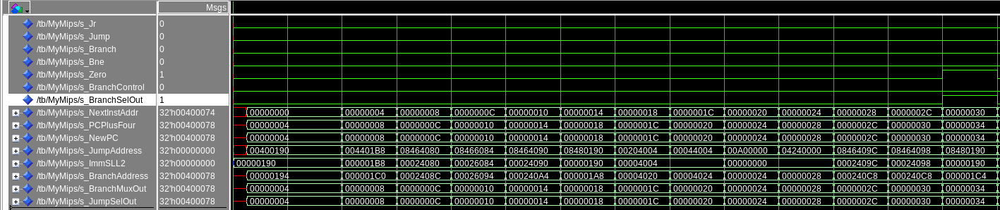 Msgs
/tb/MyMips/s_Jr 0
/tb/MyMips/s_Jump 0
/tb/MyMips/s_Branch 0
/tb/MyMips/s_Bne 0
/tb/MyMips/s_Zero 1
/tb/MyMips/s_BranchControl 0
/tb/MyMips/s_BranchSelOut 1
/tb/MyMips/s_NextInstAddr 32'h00400074 00000000 00000004 00000008 0000000C 00000010 00000014 00000018 0000001C 00000020 00000024 00000028 0000002C 00000030
/tb/MyMips/s_PCPlusFour 32'h00400078 00000004 00000008 0000000C 00000010 00000014 00000018 0000001C 00000020 00000024 00000028 0000002C 00000030 00000034
/tb/MyMips/s_NewPC 32'h00400078 00000004 00000008 0000000C 00000010 00000014 00000018 0000001C 00000020 00000024 00000028 0000002C 00000030 00000034
/tb/MyMips/s_JumpAddress 32'h00000000 00400190 004401B8 08464080 08466084 08464090 08480190 00204004 00044004 00A00000 04240000 0846409C 08464098 08480190
/tb/MyMips/s_ImmSLL2 32'h00000000 00000190 000001B8 00024080 00026084 00024090 00000190 00004004 00000000 0002409C 00024098 00000190
/tb/MyMips/s_BranchAddress 32'h00400078 00000194 000001C0 0002408C 00026094 000240A4 000001A8 00004020 00004024 00000024 00000028 000240C8 000240C8 000001C4
/tb/MyMips/s_BranchMuxOut 32'h00400078 00000004 00000008 0000000C 00000010 00000014 00000018 0000001C 00000020 00000024 00000028 0000002C 00000030 00000034
/tb/MyMips/s_JumpSelOut 32'h00400078 00000004 00000008 0000000C 00000010 00000014 00000018 0000001C 00000020 00000024 00000028 0000002C 00000030 00000034